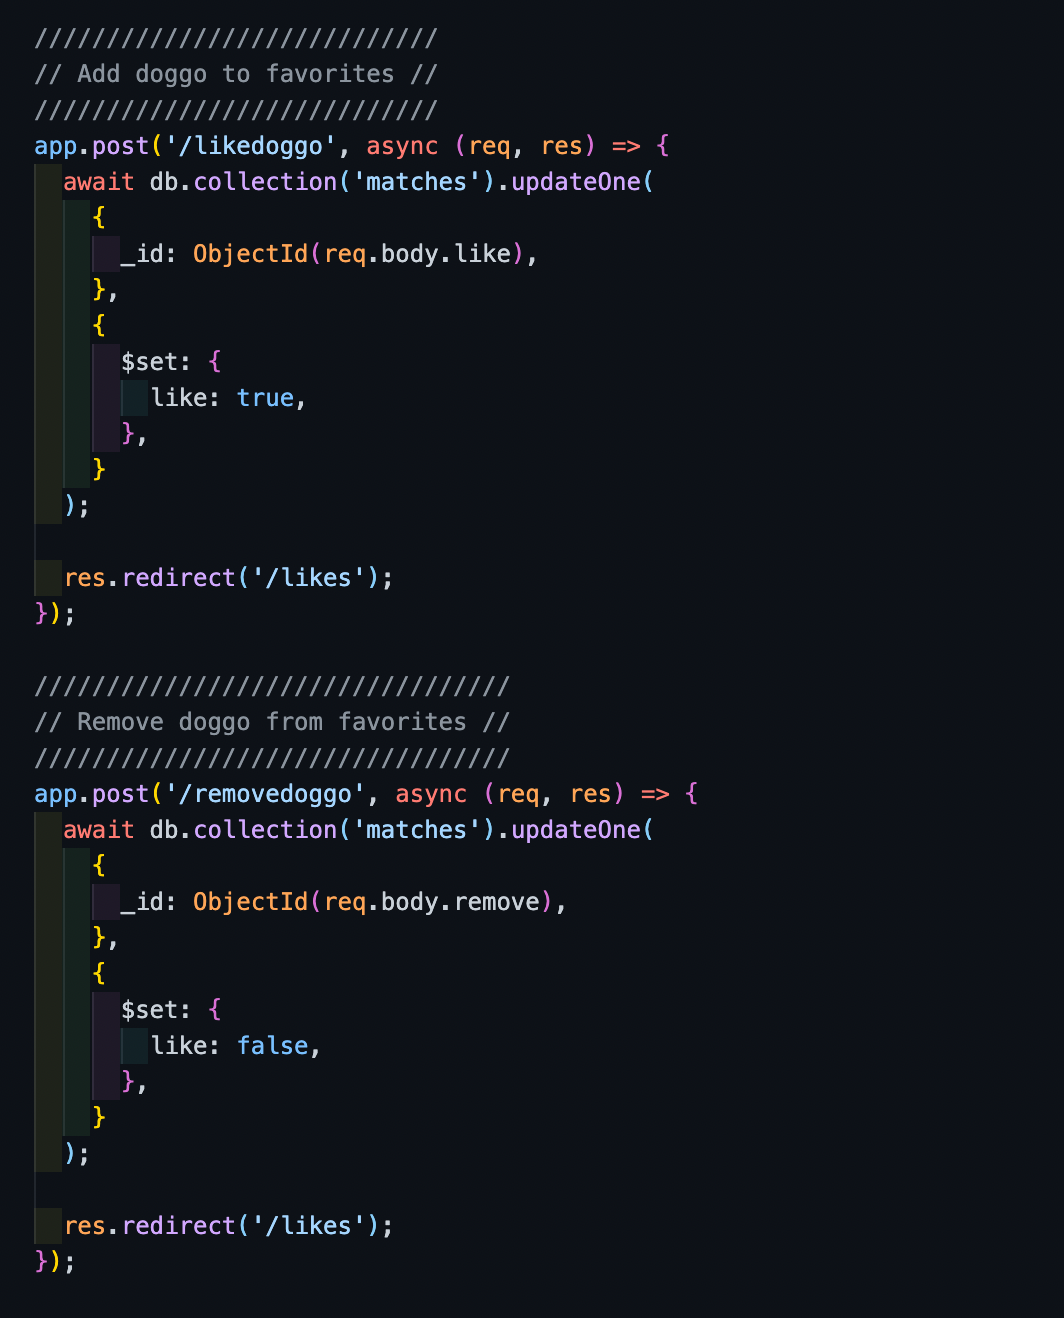 ////////////////////////////
// Add doggo to favorites //
////////////////////////////
app.post('/likedoggo', async (req, res) => {
  await db.collection('matches').updateOne(
    {
      _id: ObjectId(req.body.like),
    },
    {
      $set: {
        like: true,
      },
    }
  );

  res.redirect('/likes');
});

/////////////////////////////////
// Remove doggo from favorites //
/////////////////////////////////
app.post('/removedoggo', async (req, res) => {
  await db.collection('matches').updateOne(
    {
      _id: ObjectId(req.body.remove),
    },
    {
      $set: {
        like: false,
      },
    }
  );

  res.redirect('/likes');
});